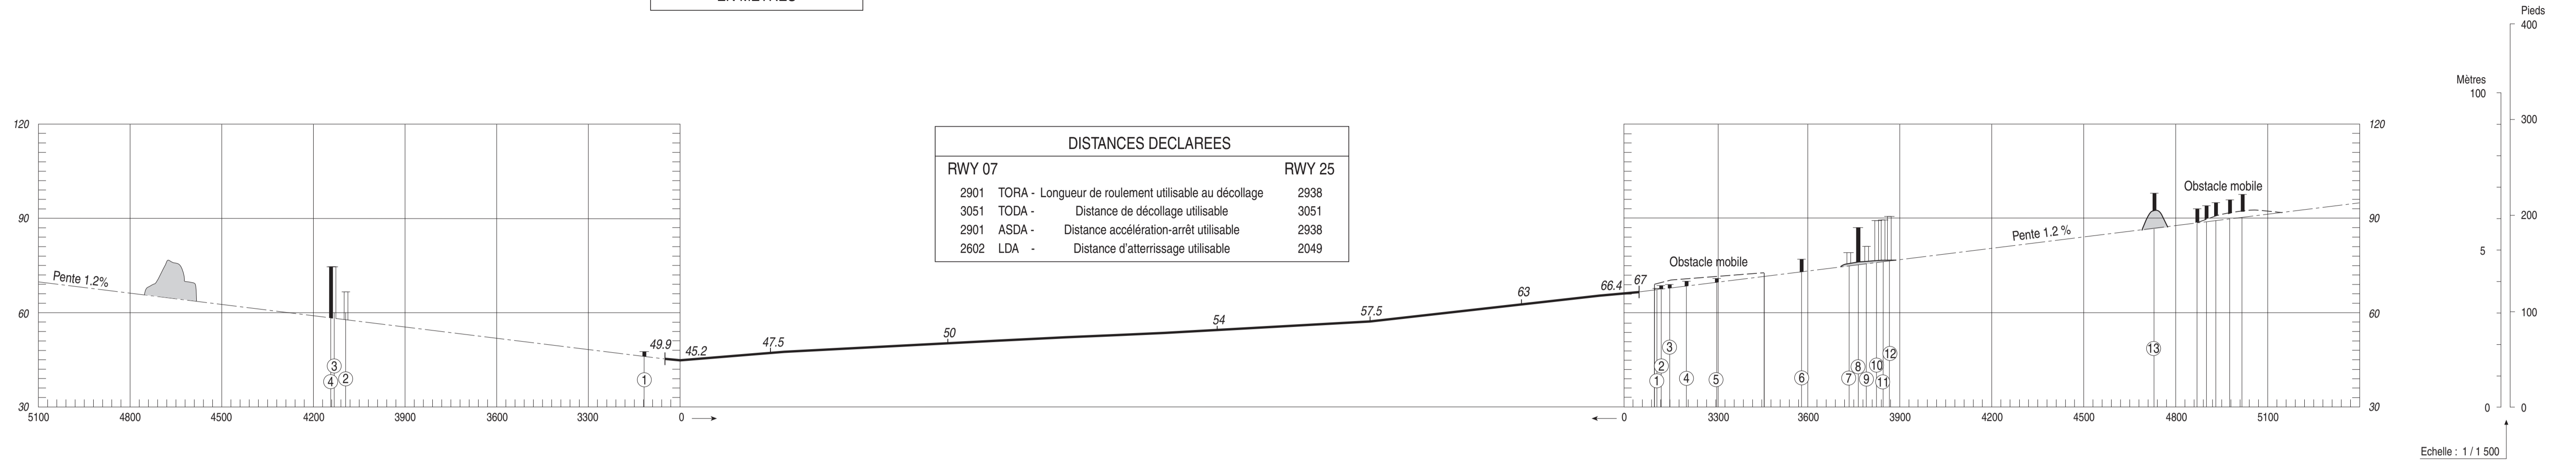 DISTANCES DECLAREES
RWY 07 RWY 25
2901 TORA - Longueur de roulement utilisable au décollage 2938
3051 TODA - Distance de décollage utilisable 3051
2901 ASDA - Distance accélération-arrêt utilisable 2938
2602 LDA - Distance d'atterrissage utilisable 2049
120
90
60
30
Pente 1.2%
4
3
2
1
5100 4800 4500 4200 3900 3600 3300 0
49.9
45.2
47.5
50
54
57.5
63
66.4
67
Obstacle mobile
1
2
3
4
5
6
7
8
9
10
11
12
13
Pente 1.2 %
Obstacle mobile
0 3300 3600 3900 4200 4500 4800 5100
120
90
60
30
Mètres
100
5
0
Pieds
400
300
200
100
0
Echelle : 1 / 1 500